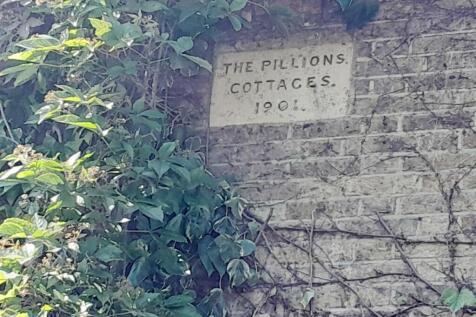 THE PILLIONS.
COTTAGES.
1901.